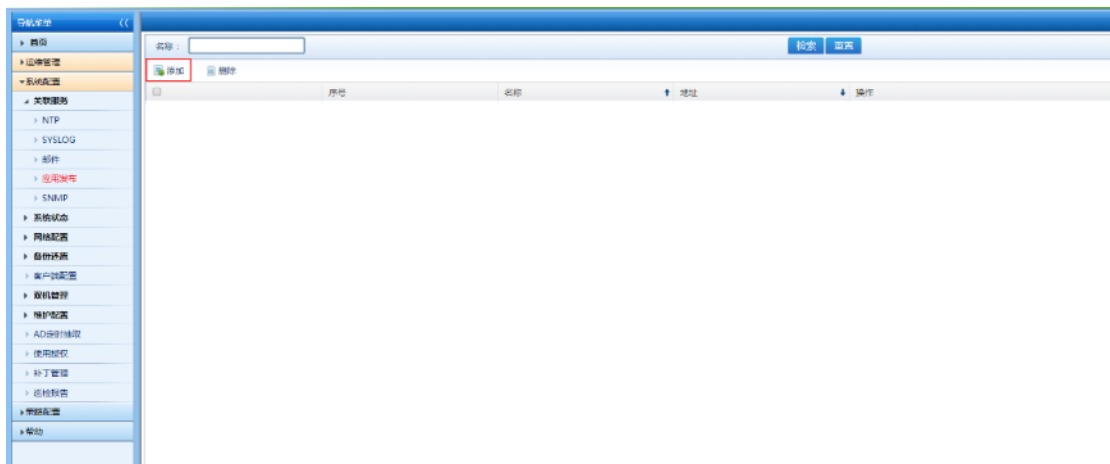 导航菜单
首页
运维管理
系统配置
关联服务
NTP
SYSLOG
邮件
应用发布
SNMP
系统状态
网络配置
备份还原
客户端配置
双机管理
维护配置
AD定时抽取
使用授权
补丁管理
巡检报告
策略配置
帮助
名称: 检索 重置
添加 删除
序号 名称 地址 操作